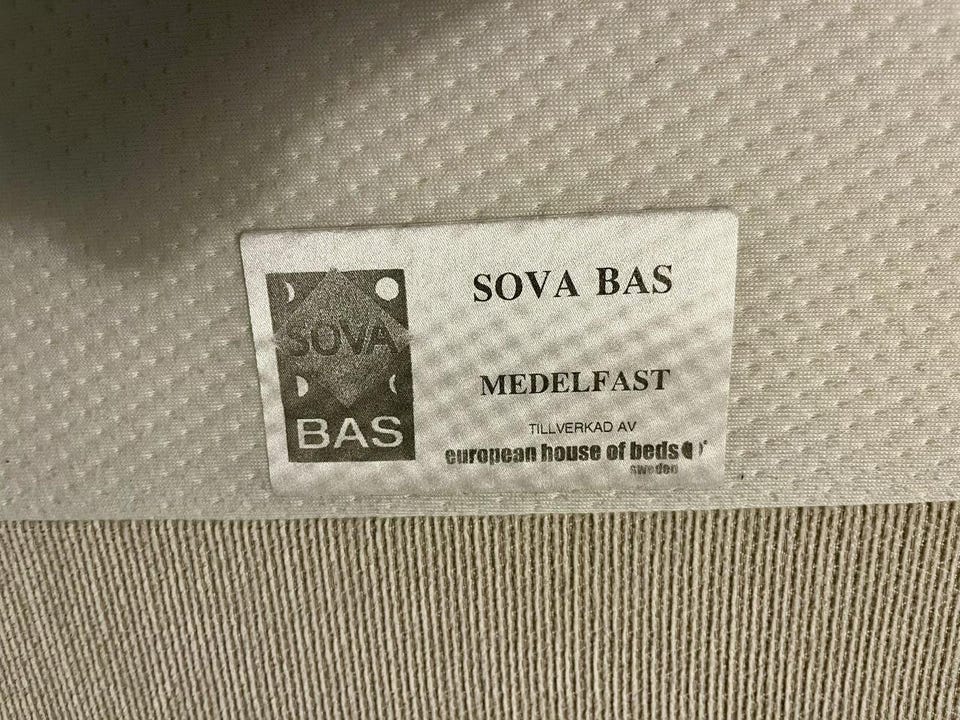 SOVA
BAS
SOVA BAS
MEDELFAST
TILLVERKAD AV
european house of beds
sweden